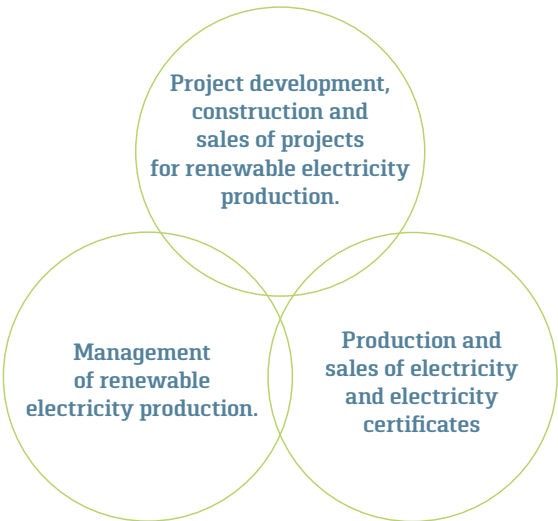 Project development,
construction and
sales of projects
for renewable electricity
production.
Management
of renewable
electricity production.
Production and
sales of electricity
and electricity
certificates